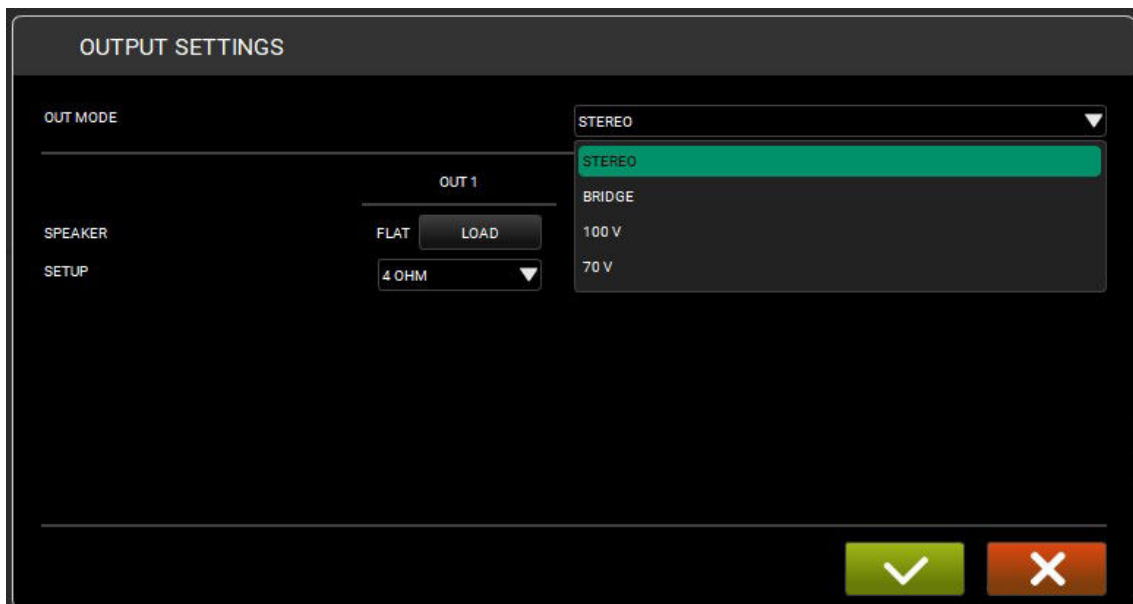 OUTPUT SETTINGS
OUT MODE
STEREO
STEREO
BRIDGE
100 V
70 V
OUT 1
SPEAKER
FLAT
LOAD
SETUP
4 OHM